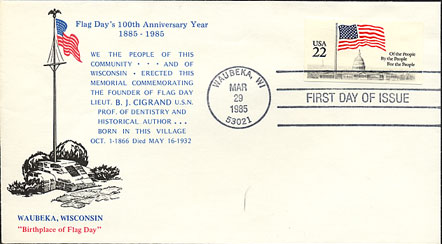 Flag Day's 100th Anniversary Year
1885 - 1985
WE THE PEOPLE OF THIS
COMMUNITY · · · AND OF
WISCONSIN · ERECTED THIS
MEMORIAL COMMEMORATING
THE FOUNDER OF FLAG DAY
LIEUT. B. J. CIGRAND U.S.N.
PROF. OF DENTISTRY AND
HISTORICAL AUTHOR . . .
BORN IN THIS VILLAGE
OCT. 1-1866 Died MAY 16-1932
WAUBEKA, WISCONSIN
"Birthplace of Flag Day"
WAUBEKA, WI
MAR
29
1985
53021
USA
22
Of the People
By the People
For the People
FIRST DAY OF ISSUE